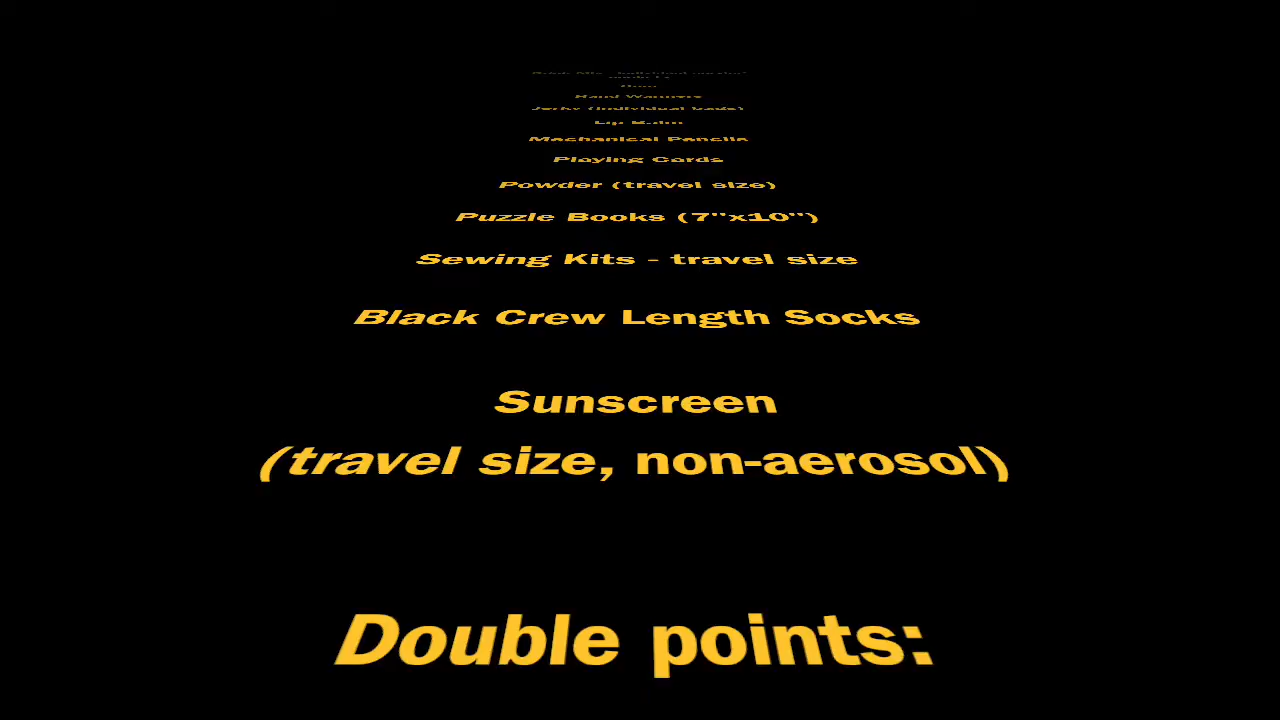 Hand Warmers
Jerky (individual bags)
Lip Balm
Mechanical Pencils
Playing Cards
Powder (travel size)
Puzzle Books (7"x10")
Sewing Kits - travel size
Black Crew Length Socks
Sunscreen
(travel size, non-aerosol)
Double points: